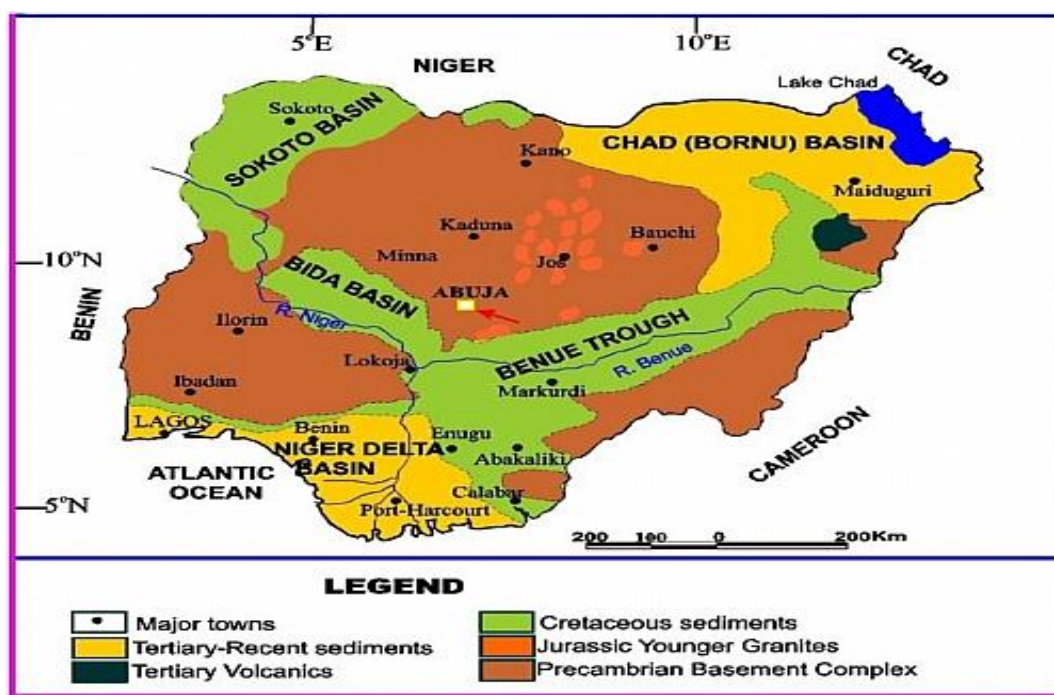 5°E
10°E
NIGER
CHAD
Lake Chad
Sokoto
SOKOTO BASIN
CHAD (BORNU) BASIN
Kano
Maiduguri
Kaduna
Bauchi
Minna
Jos
10°N
BIDA BASIN
ABUJA
BENIN
R. Niger
Ilorin
BENUE TROUGH
R. Benue
Lokoja
Markurdi
Ibadan
LAGOS
Benin
Enugu
NIGER DELTA
BASIN
Abakaliki
CAMEROON
ATLANTIC
OCEAN
Calabar
5°N
Port-Harcourt
200 100 0 200Km
LEGEND
Major towns
Cretaceous sediments
Tertiary-Recent sediments
Jurassic Younger Granites
Tertiary Volcanics
Precambrian Basement Complex